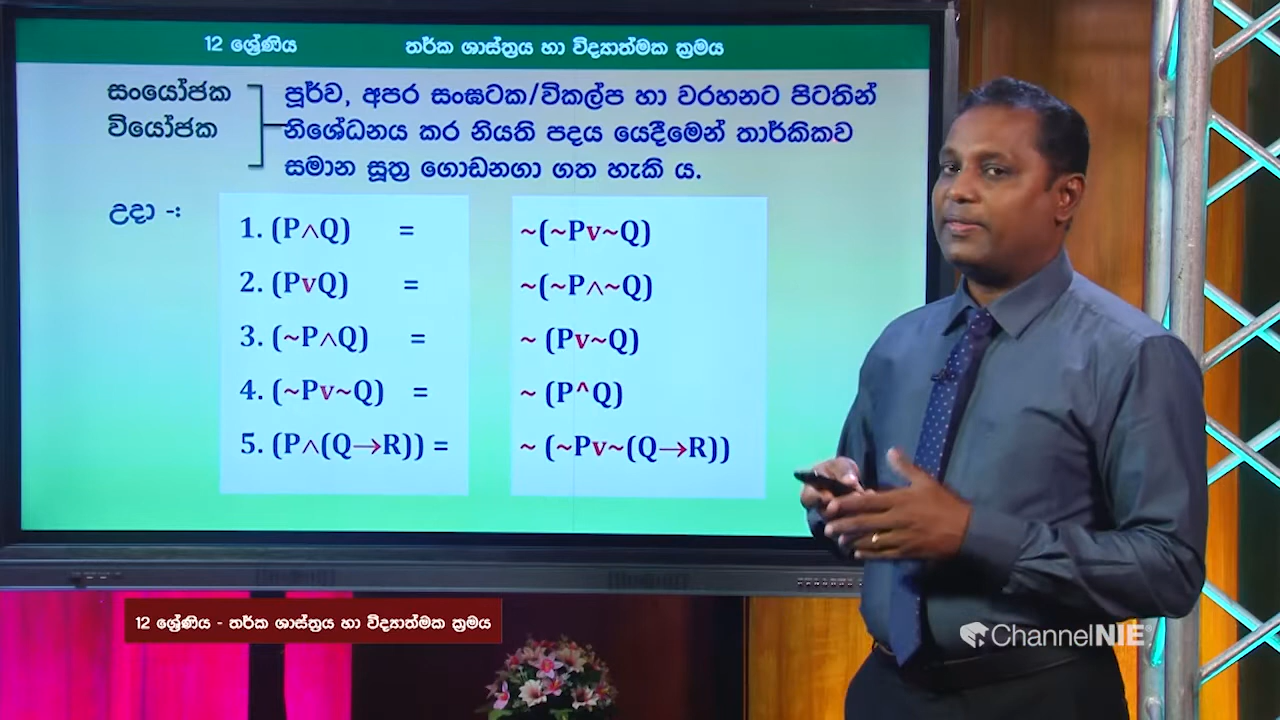 12 ශ්‍රේණිය තර්ක ශාස්ත්‍රය හා විද්‍යාත්මක ක්‍රමය
සංයෝජක පූර්ව, අපර සංඝටක/විකල්ප හා වරහනට පිටතින්
වියෝජක නිශේධනය කර නියති පදය යෙදීමෙන් තාර්කිකව
සමාන සූත්‍ර ගොඩනගා ගත හැකි ය.
උදා -:
1. (P∧Q) = ~(~Pv~Q)
2. (PvQ) = ~(~P∧~Q)
3. (~P∧Q) = ~ (Pv~Q)
4. (~Pv~Q) = ~ (P^Q)
5. (P∧(Q→R)) = ~ (~Pv~(Q→R))
12 ශ්‍රේණිය - තර්ක ශාස්ත්‍රය හා විද්‍යාත්මක ක්‍රමය
ChannelNIE